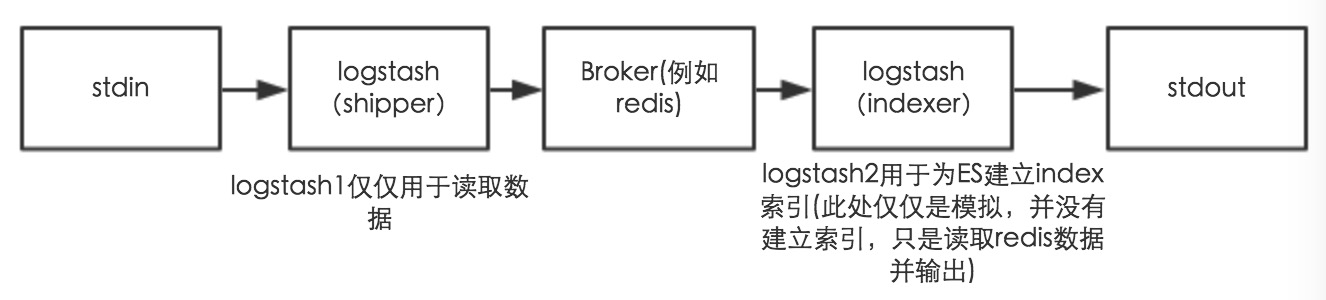 stdin
logstash
（shipper）
Broker(例如
redis)
logstash
（indexer）
stdout
logstash1仅仅用于读取数
据
logstash2用于为ES建立index
索引(此处仅仅是模拟，并没有
建立索引，只是读取redis数据
并输出)